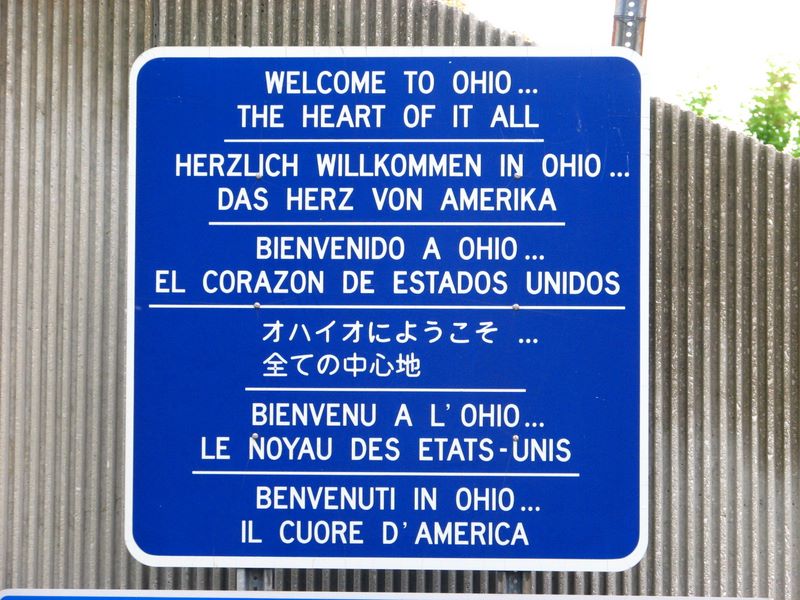 WELCOME TO OHIO...
THE HEART OF IT ALL
HERZLICH WILLKOMMEN IN OHIO...
DAS HERZ VON AMERIKA
BIENVENIDO A OHIO...
EL CORAZON DE ESTADOS UNIDOS
オハイオにようこそ ...
全ての中心地
BIENVENU A L'OHIO...
LE NOYAU DES ETATS-UNIS
BENVENUTI IN OHIO...
IL CUORE D'AMERICA